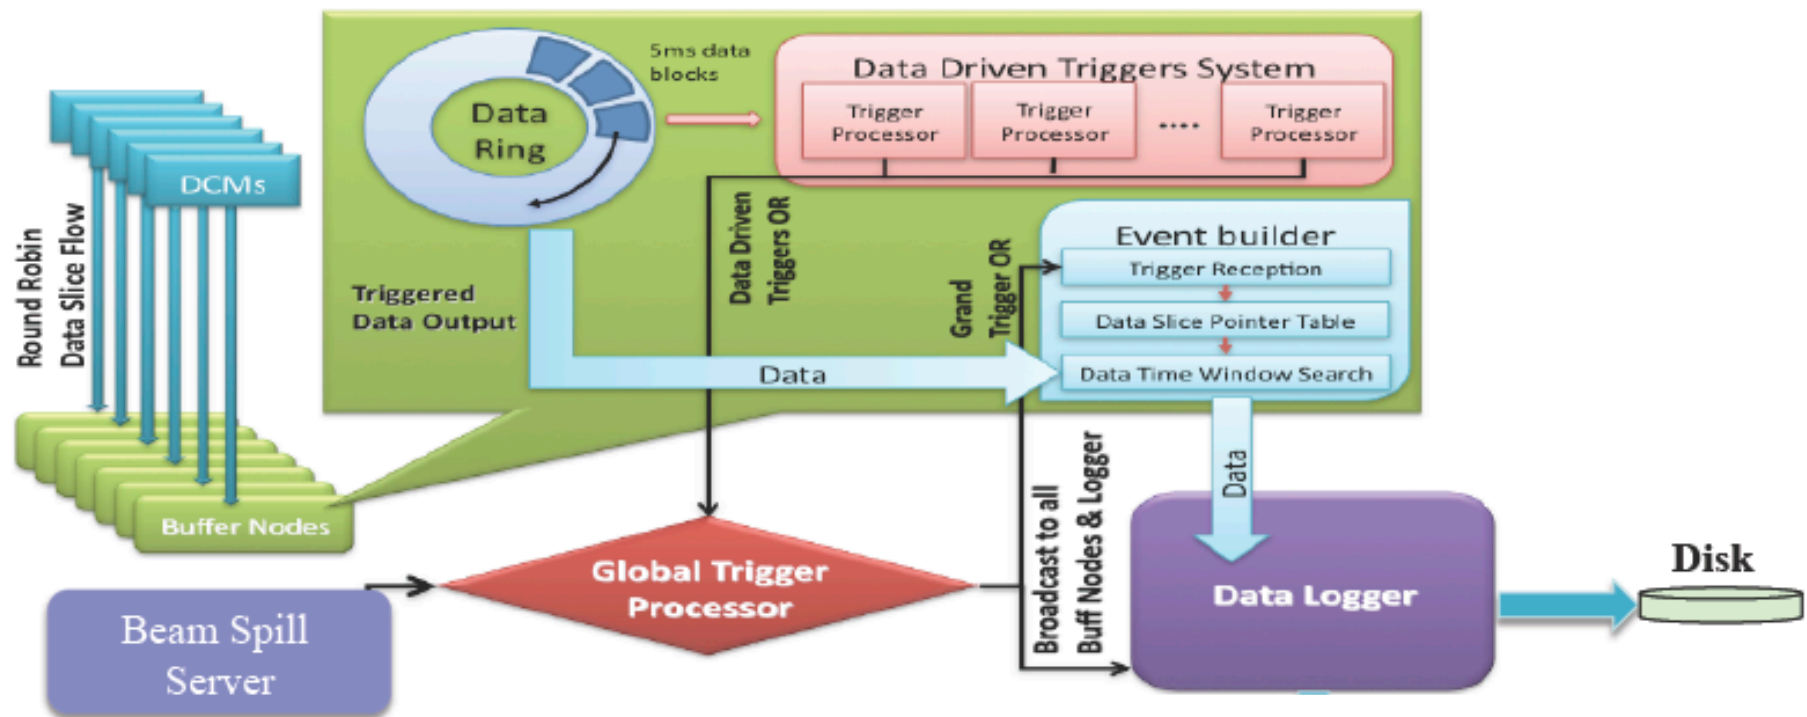 DCMs
Round Robin
Data Slice Flow
Buffer Nodes
Data
Ring
5ms data
blocks
Data Driven Triggers System
Trigger
Processor
Trigger
Processor
....
Trigger
Processor
Data Driven
Triggers OR
Triggered
Data Output
Data
Grand
Trigger OR
Event builder
Trigger Reception
Data Slice Pointer Table
Data Time Window Search
Data
Beam Spill
Server
Global Trigger
Processor
Broadcast to all
Buff Nodes & Logger
Data Logger
Disk